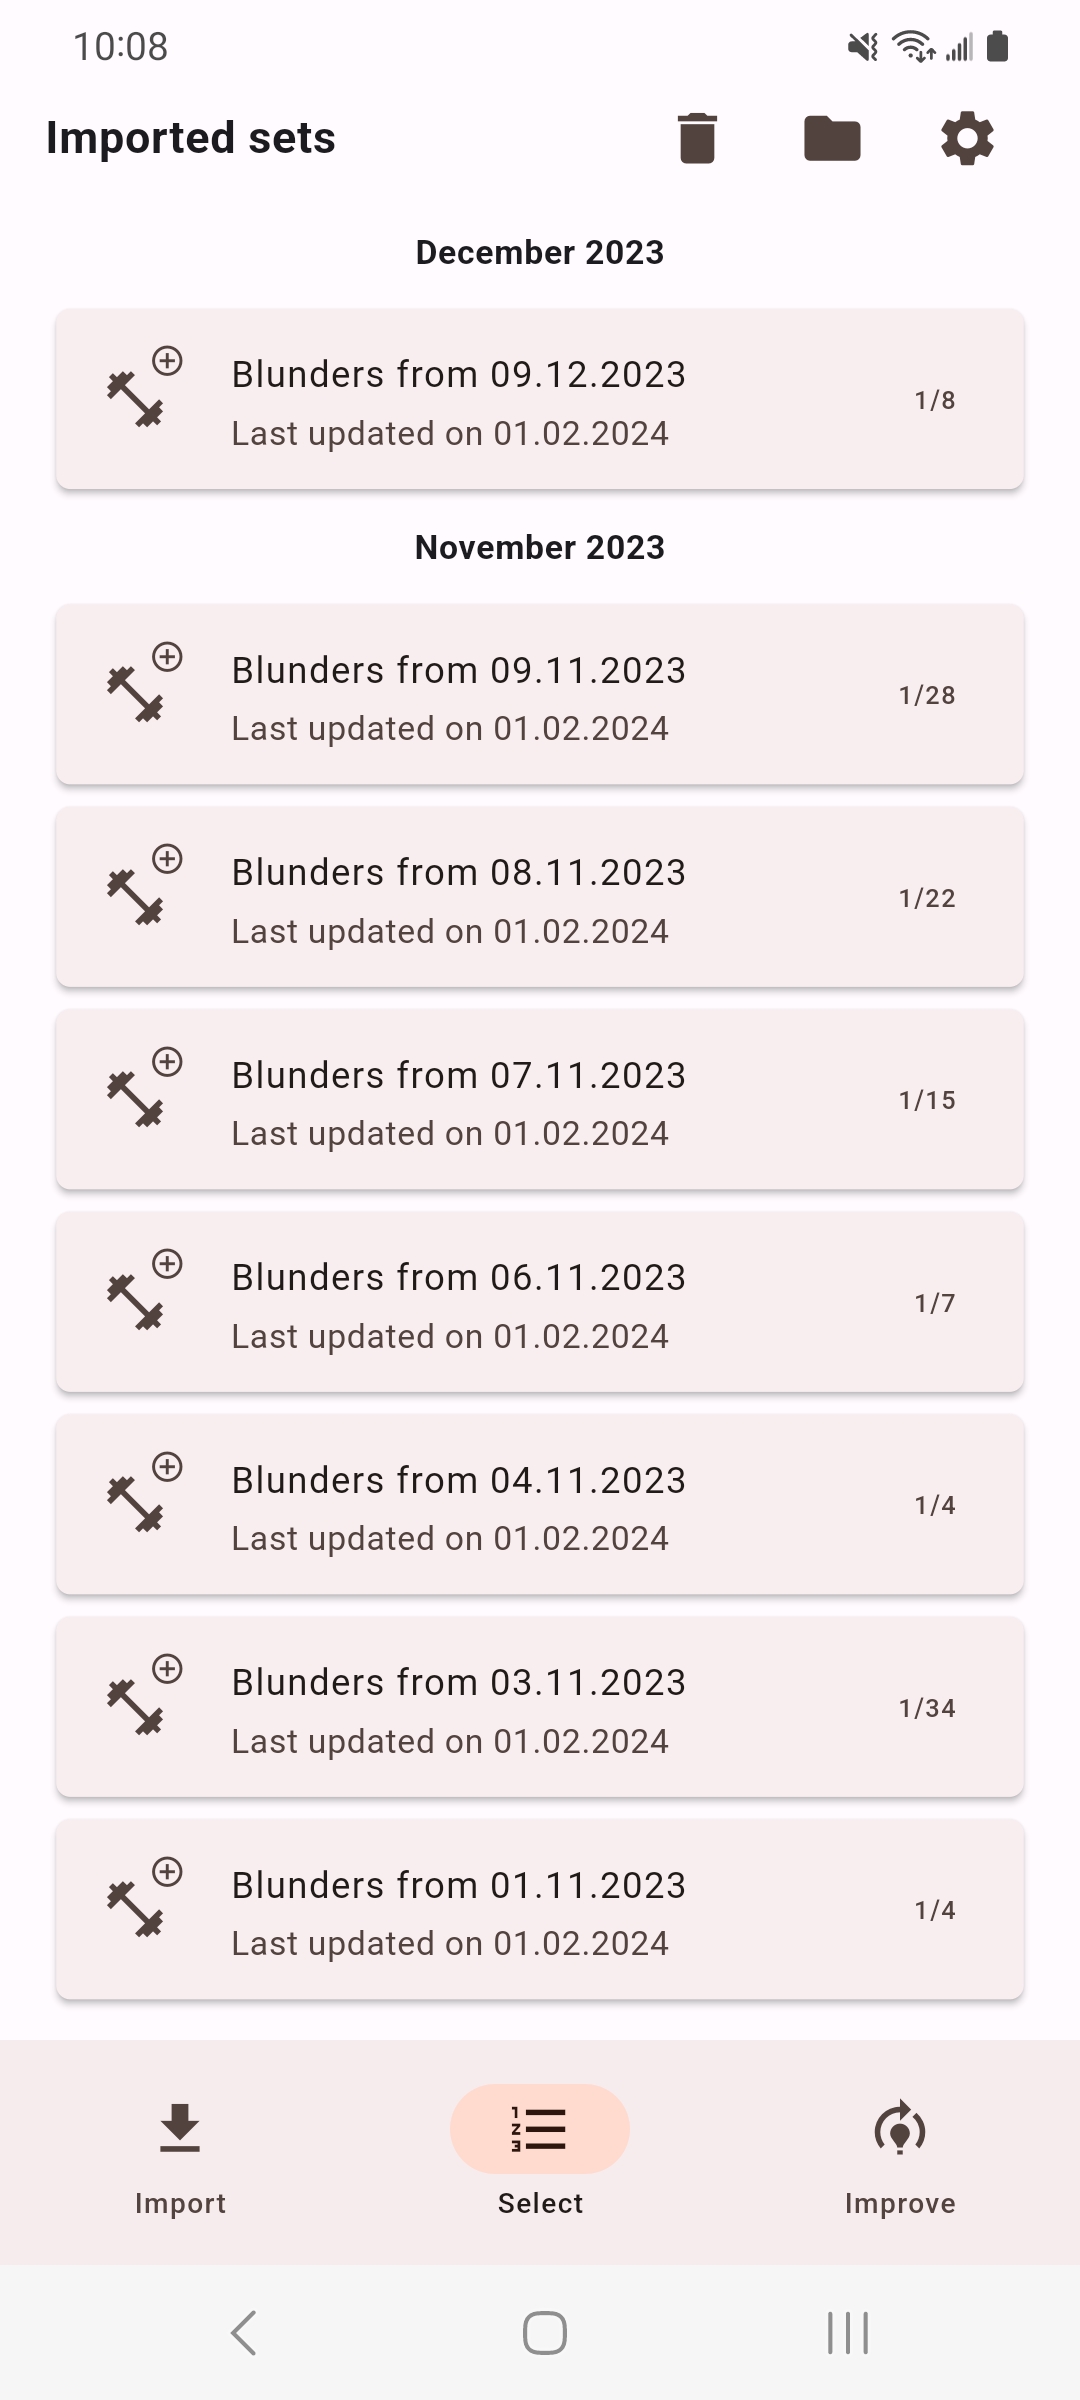 10:08
Imported sets
December 2023
Blunders from 09.12.2023
Last updated on 01.02.2024
1/8
November 2023
Blunders from 09.11.2023
Last updated on 01.02.2024
1/28
Blunders from 08.11.2023
Last updated on 01.02.2024
1/22
Blunders from 07.11.2023
Last updated on 01.02.2024
1/15
Blunders from 06.11.2023
Last updated on 01.02.2024
1/7
Blunders from 04.11.2023
Last updated on 01.02.2024
1/4
Blunders from 03.11.2023
Last updated on 01.02.2024
1/34
Blunders from 01.11.2023
Last updated on 01.02.2024
1/4
Import
Select
Improve